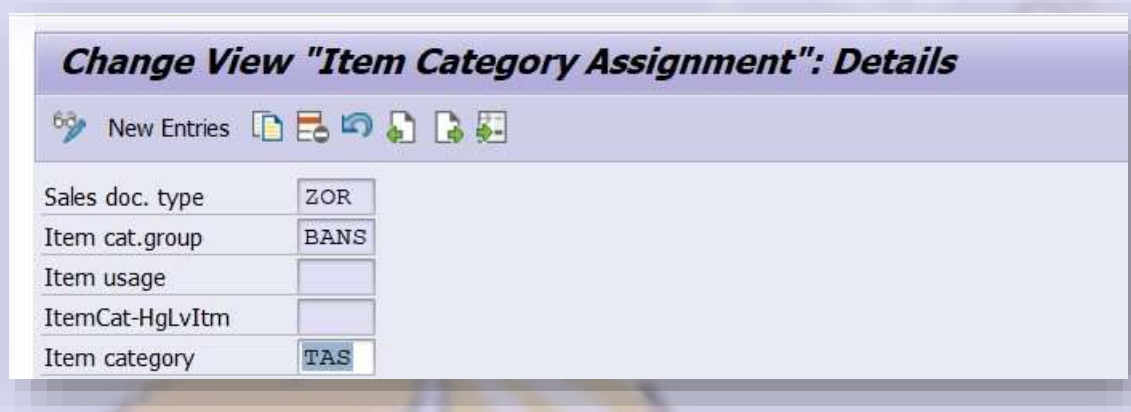 Change View "Item Category Assignment": Details
New Entries
Sales doc. type ZOR
Item cat.group BANS
Item usage
ItemCat-HgLvItm
Item category TAS